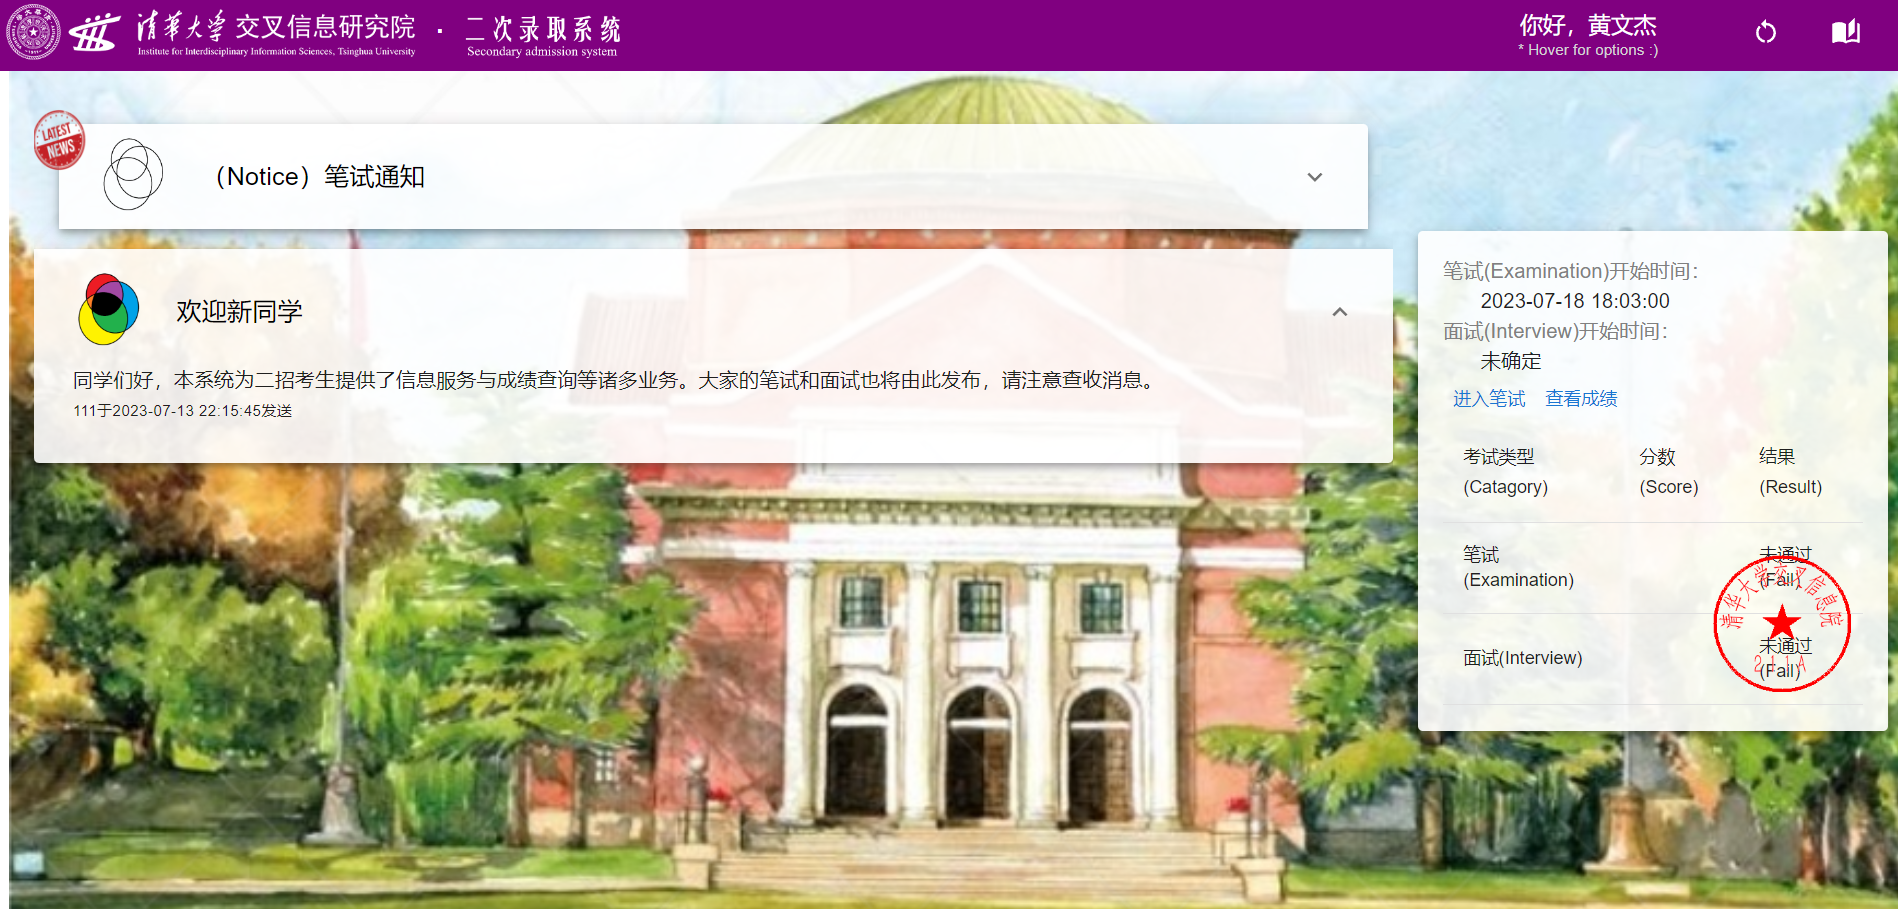 清华大学 交叉信息研究院 · 二次录取系统
Institute for Interdisciplinary Information Sciences, Tsinghua University
Secondary admission system
你好，黄文杰
* Hover for options :)
LATEST
NEWS
（Notice）笔试通知
欢迎新同学
同学们好，本系统为二招考生提供了信息服务与成绩查询等诸多业务。大家的笔试和面试也将由此发布，请注意查收消息。
111于2023-07-13 22:15:45发送
笔试(Examination)开始时间：
2023-07-18 18:03:00
面试(Interview)开始时间：
未确定
进入笔试 查看成绩
考试类型 分数 结果
(Catagory) (Score) (Result)
笔试 未通过
(Examination) (Fail)
面试(Interview) 未通过
(Fail)
清华大学交叉信息院